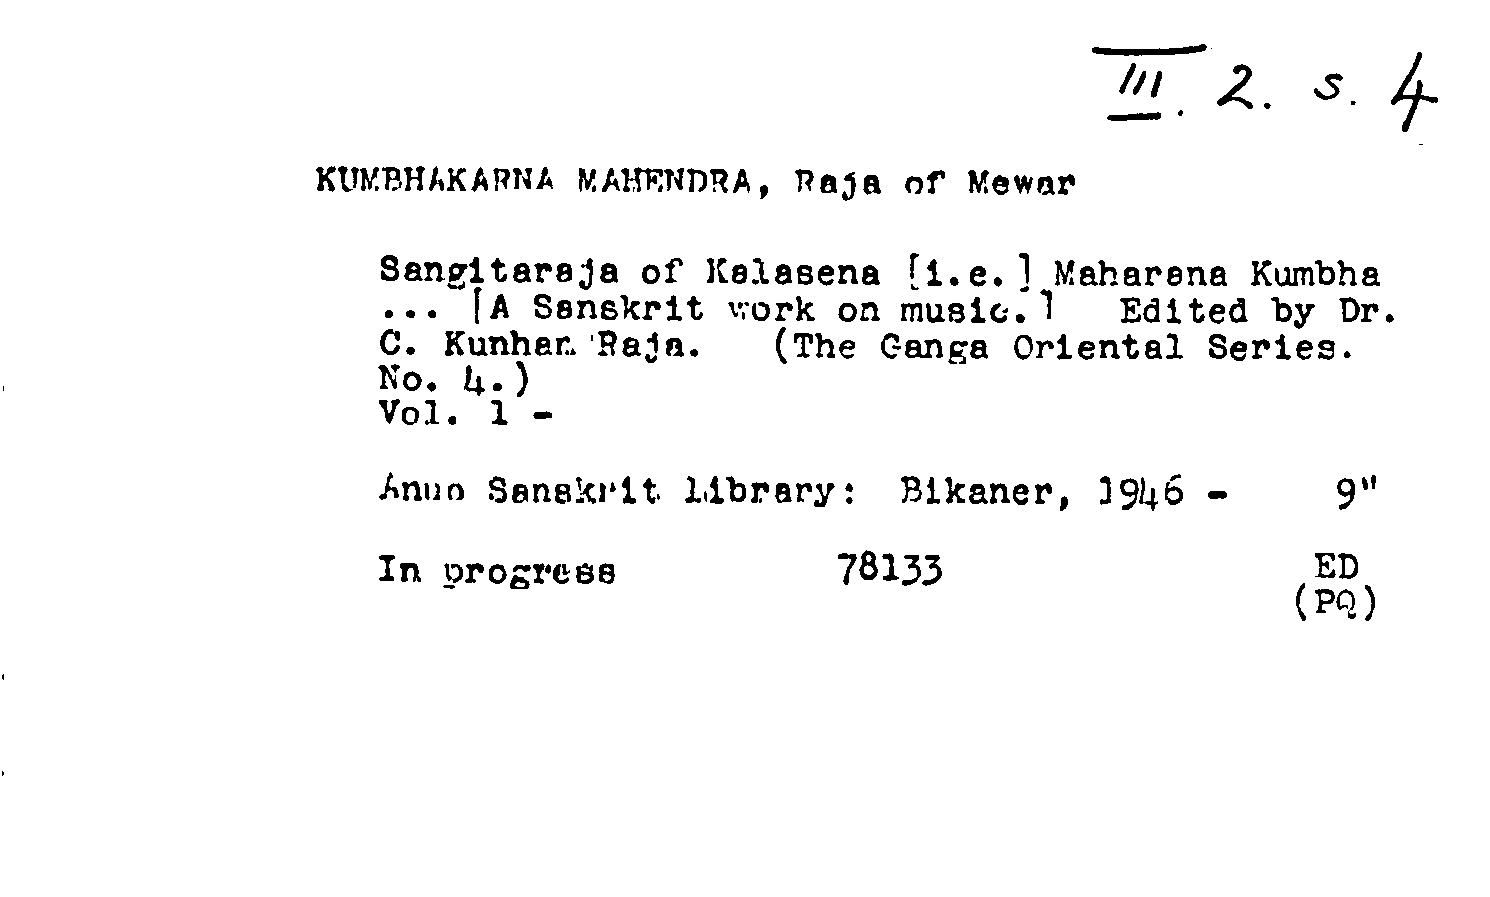 III. 2. s. 4
KUMBHAKARNA MAHENDRA, Raja of Mewar
Sangitaraja of Kalasena [i.e.] Maharana Kumbha
... [A Sanskrit work on music.] Edited by Dr.
C. Kunhan Raja. (The Ganga Oriental Series.
No. 4.)
Vol. 1 -
Anup Sanskrit Library: Bikaner, 1946 - 9"
In progress 78133 ED
(PQ)